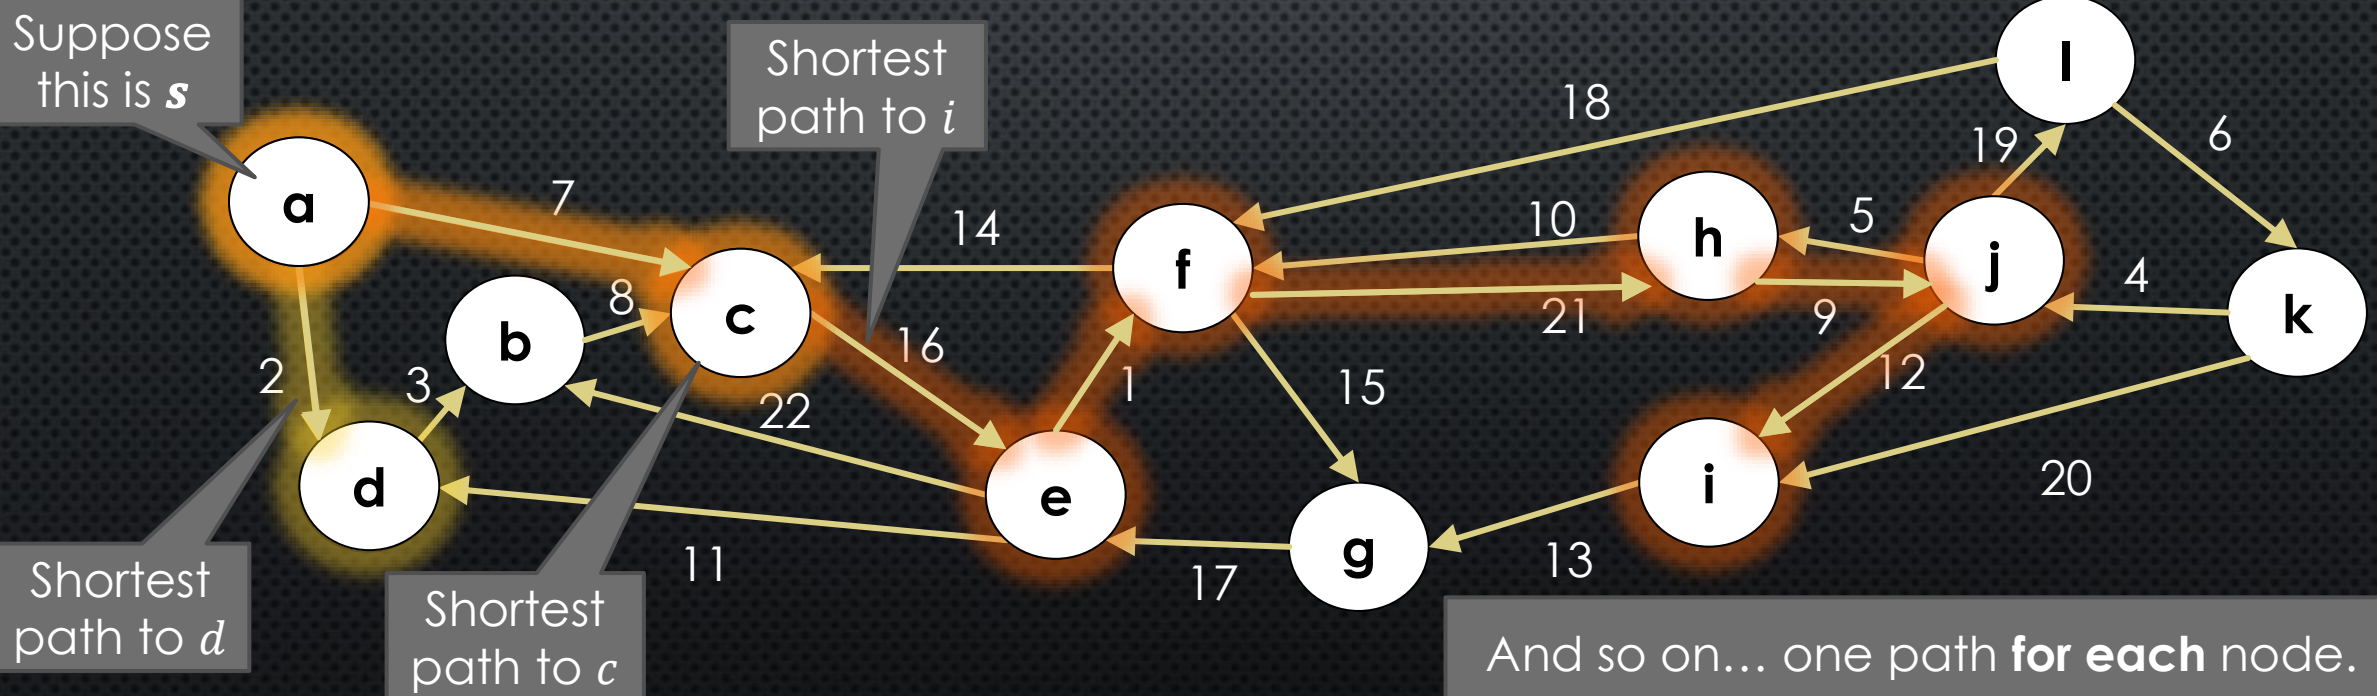 Suppose
this is s
Shortest
path to i
l
18
19
6
a
7
14
f
10
h
5
j
4
k
b
8
c
16
21
9
12
2
3
22
1
15
20
d
e
i
11
17
g
13
Shortest
path to d
Shortest
path to c
And so on... one path for each node.